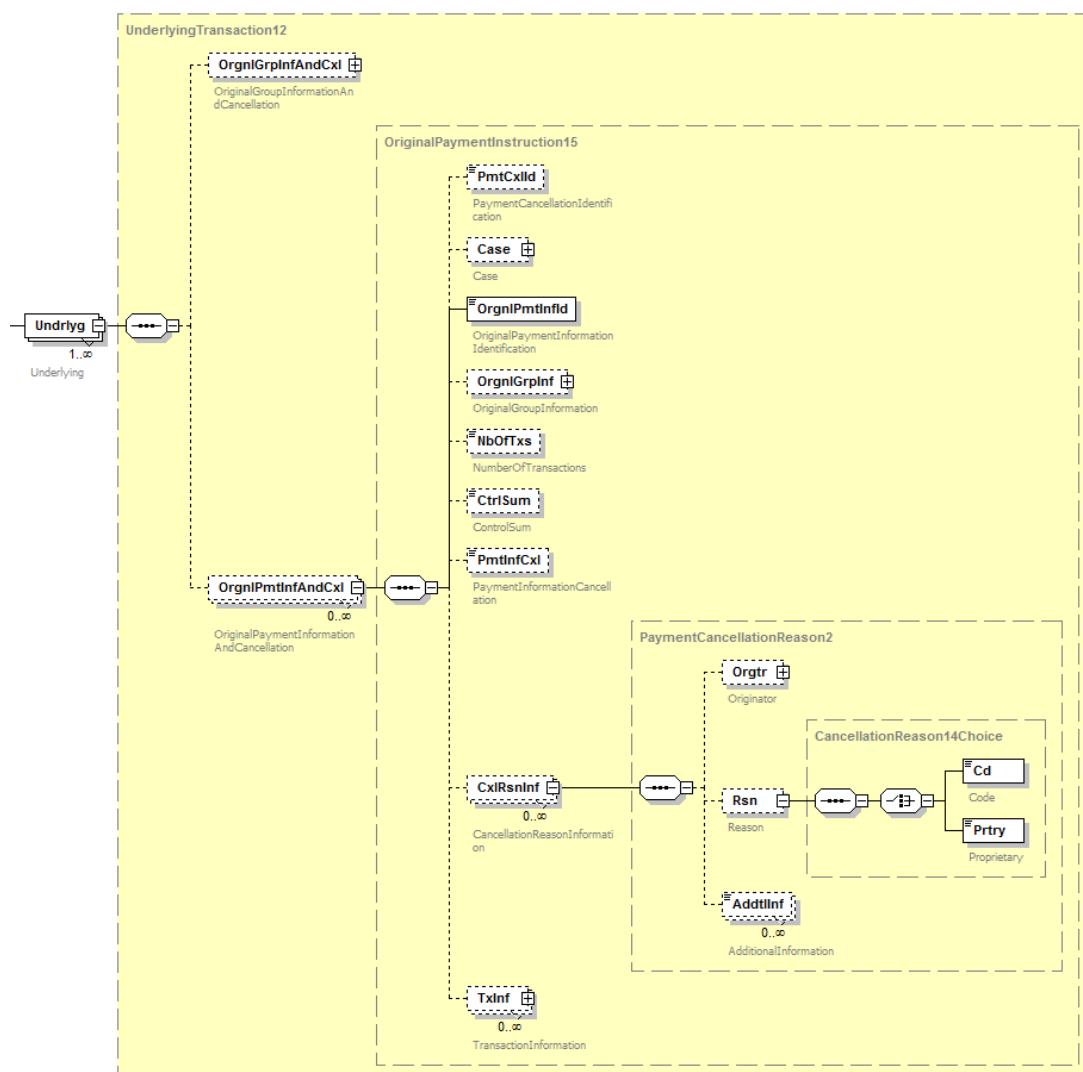 UnderlyingTransaction12
OrgnlGrpInfAndCxl
OriginalGroupInformationAn
dCancellation
OriginalPaymentInstruction15
PmtCxlId
PaymentCancellationIdentifi
cation
Case
Case
OrgnlPmtInfId
OriginalPaymentInformation
Identification
Undrlyg
1..∞
Underlying
OrgnlGrpInf
OriginalGroupInformation
NbOfTxs
NumberOfTransactions
CtrlSum
ControlSum
PmtInfCxl
PaymentInformationCancell
ation
OrgnlPmtInfAndCxl
0..∞
OriginalPaymentInformation
AndCancellation
PaymentCancellationReason2
Orgtr
Originator
CancellationReason14Choice
Cd
Code
CxlRsnInf
0..∞
CancellationReasonInformati
on
Rsn
Reason
Prtry
Proprietary
AddtlInf
0..∞
AdditionalInformation
TxInf
0..∞
TransactionInformation